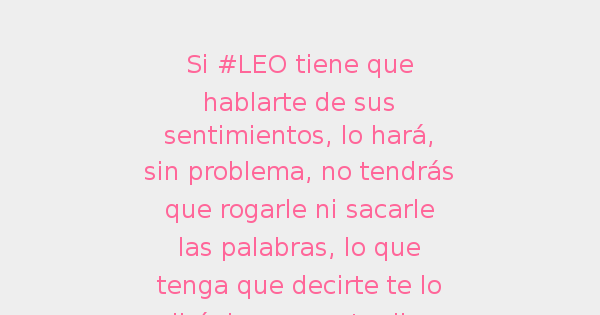 Si #LEO tiene que
hablarte de sus
sentimientos, lo hará,
sin problema, no tendrás
que rogarle ni sacarle
las palabras, lo que
tenga que decirte te lo